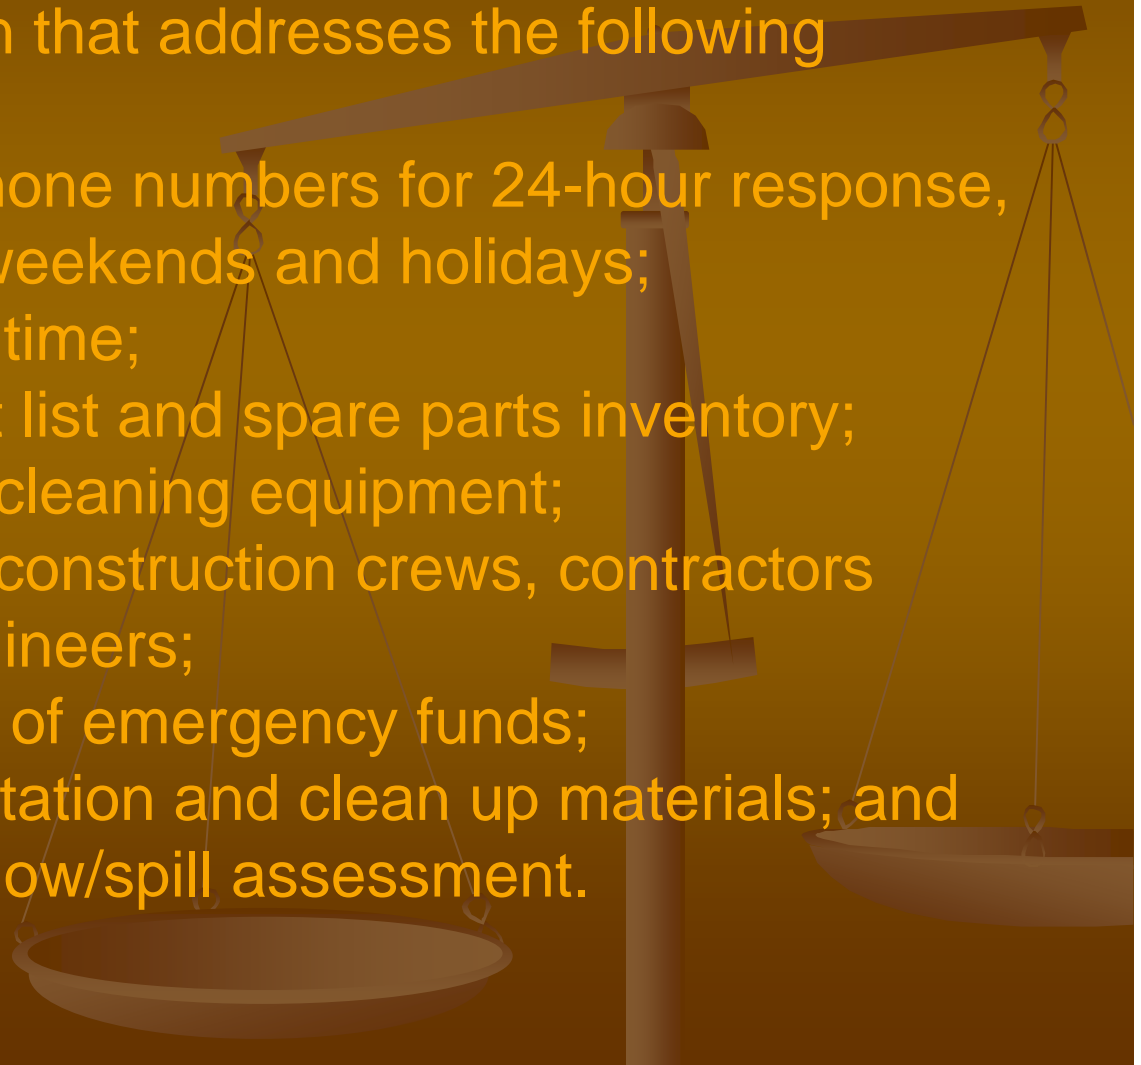 that addresses the following
numbers for 24-hour response,
weekends and holidays;
time;
list and spare parts inventory;
cleaning equipment;
construction crews, contractors
ineers;
of emergency funds;
tation and clean up materials; and
ow/spill assessment.